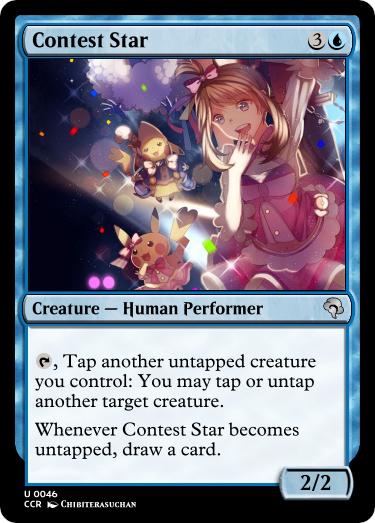 Contest Star 3
Creature — Human Performer
, Tap another untapped creature
you control: You may tap or untap
another target creature.
Whenever Contest Star becomes
untapped, draw a card.
2/2
U 0046
CCR Chibiterasuchan